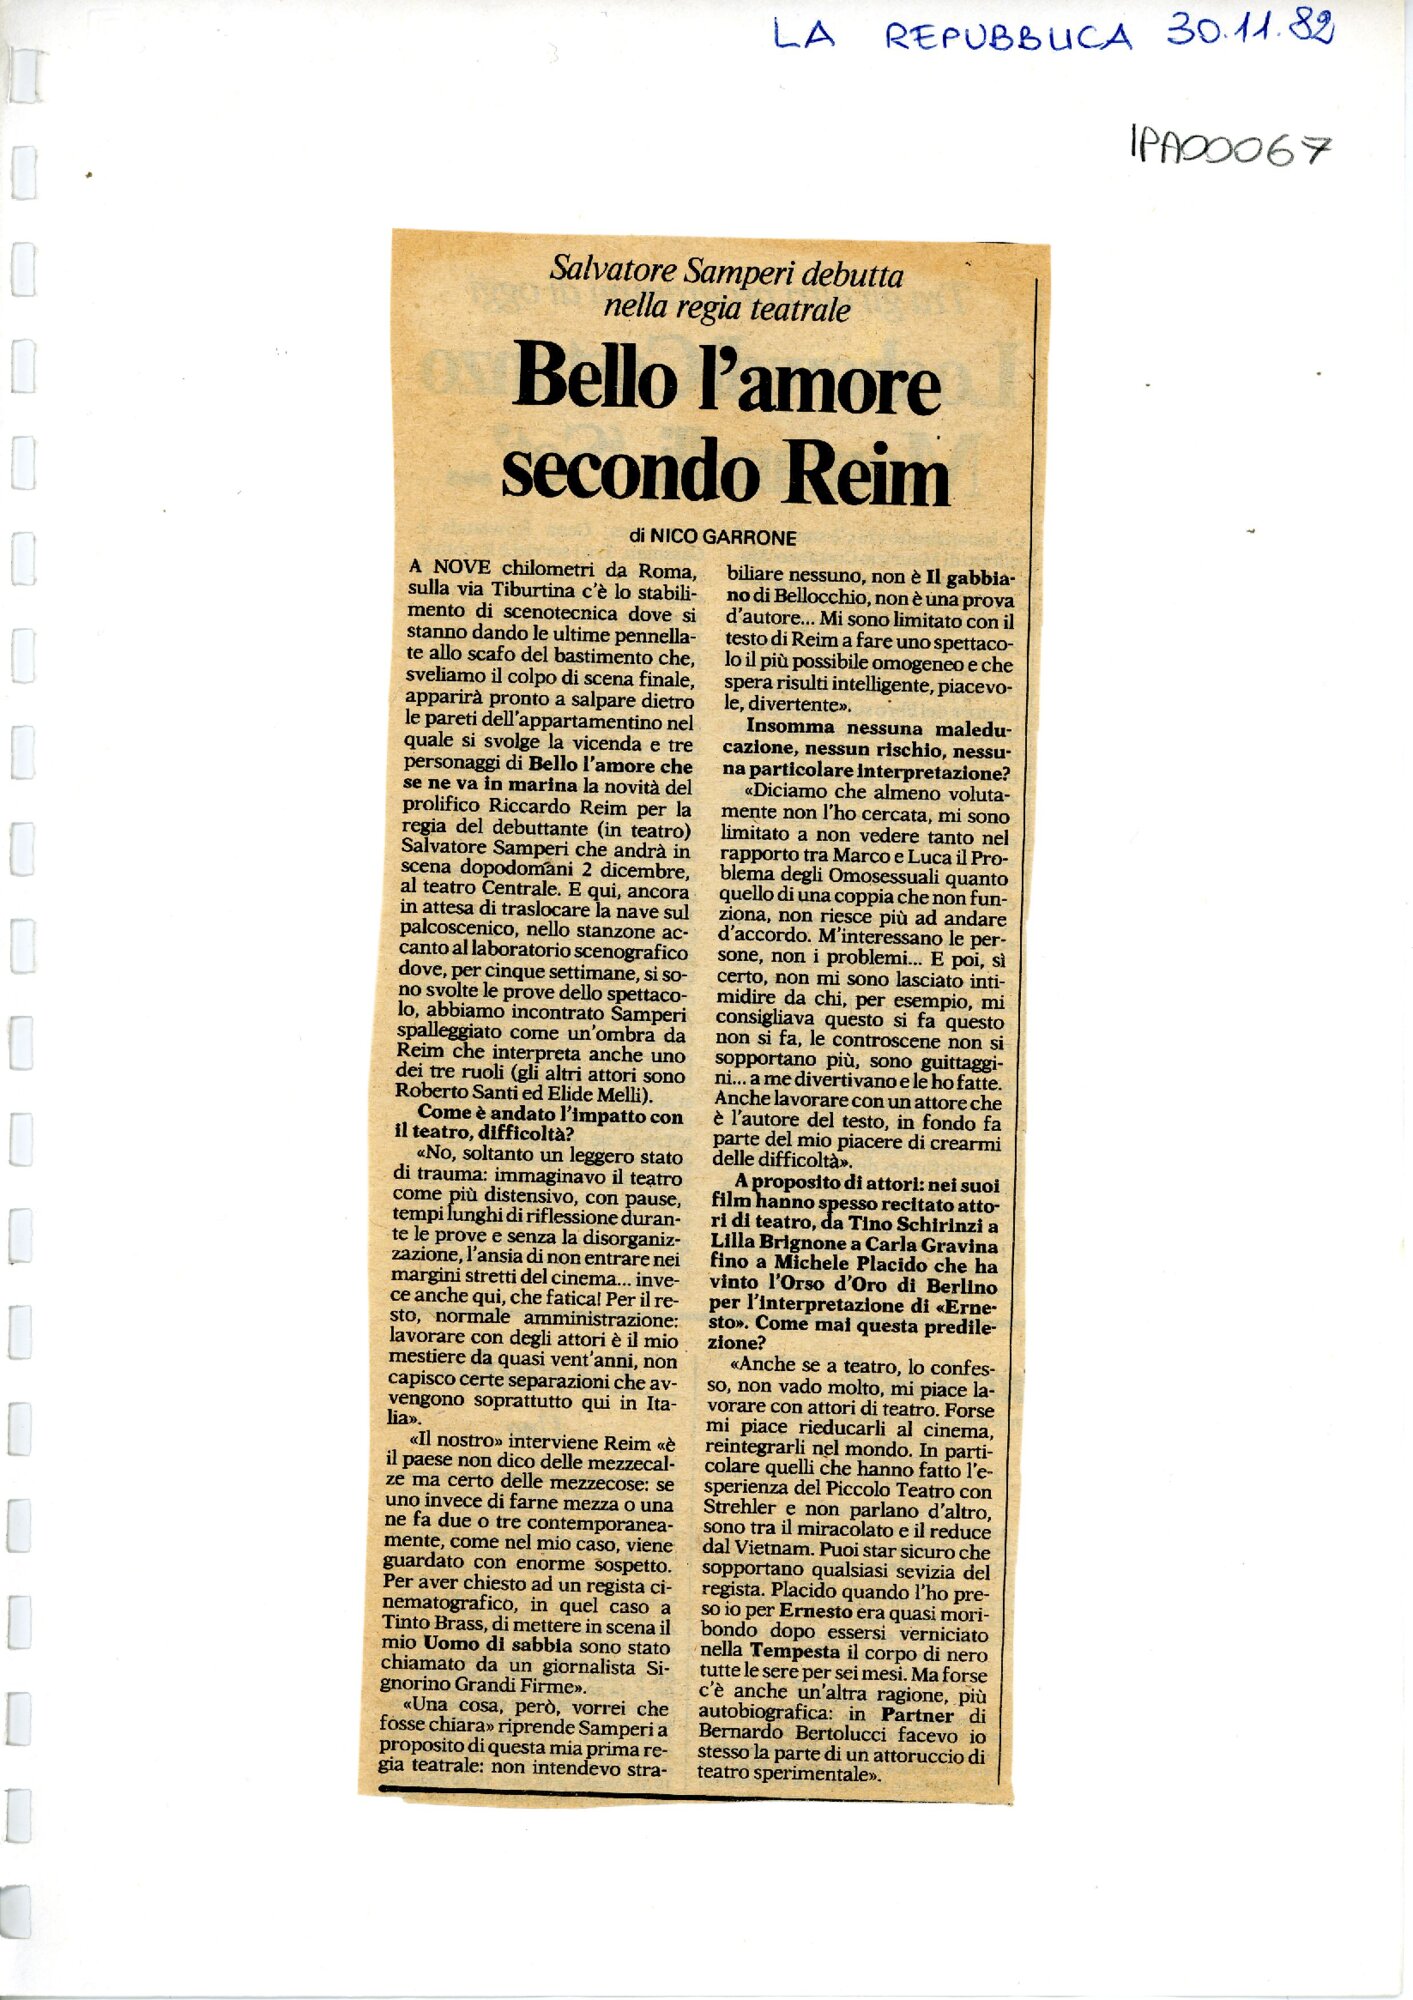 LA REPUBBLICA 30.11.82
IPA00067
Salvatore Samperi debutta
nella regia teatrale
Bello l'amore
secondo Reim
di NICO GARRONE
A NOVE chilometri da Roma,
sulla via Tiburtina c'è lo stabili-
mento di scenotecnica dove si
stanno dando le ultime pennella-
te allo scafo del bastimento che,
sveliamo il colpo di scena finale,
apparirà pronto a salpare dietro
le pareti dell'appartamentino nel
quale si svolge la vicenda e tre
personaggi di Bello l'amore che
se ne va in marina la novità del
prolifico Riccardo Reim per la
regia del debuttante (in teatro)
Salvatore Samperi che andrà in
scena dopodomani 2 dicembre,
al teatro Centrale. E qui, ancora
in attesa di traslocare la nave sul
palcoscenico, nello stanzone ac-
canto al laboratorio scenografico
dove, per cinque settimane, si so-
no svolte le prove dello spettaco-
lo, abbiamo incontrato Samperi
spalleggiato come un'ombra da
Reim che interpreta anche uno
dei tre ruoli (gli altri attori sono
Roberto Santi ed Elide Melli).
Come è andato l'impatto con
il teatro, difficoltà?
«No, soltanto un leggero stato
di trauma: immaginavo il teatro
come più distensivo, con pause,
tempi lunghi di riflessione duran-
te le prove e senza la disorganiz-
zazione, l'ansia di non entrare nei
margini stretti del cinema... inve-
ce anche qui, che fatica! Per il re-
sto, normale amministrazione:
lavorare con degli attori è il mio
mestiere da quasi vent'anni, non
capisco certe separazioni che av-
vengono soprattutto qui in Ita-
lia».
«Il nostro» interviene Reim «è
il paese non dico delle mezzecal-
ze ma certo delle mezzecose: se
uno invece di farne mezza o una
ne fa due o tre contemporanea-
mente, come nel mio caso, viene
guardato con enorme sospetto.
Per aver chiesto ad un regista ci-
nematografico, in quel caso a
Tinto Brass, di mettere in scena il
mio Uomo di sabbia sono stato
chiamato da un giornalista Si-
gnorino Grandi Firme».
«Una cosa, però, vorrei che
fosse chiara» riprende Samperi a
proposito di questa mia prima re-
gia teatrale: non intendevo stra-
biliare nessuno, non è Il gabbia-
no di Bellocchio, non è una prova
d'autore... Mi sono limitato con il
testo di Reim a fare uno spettaco-
lo il più possibile omogeneo e che
spera risulti intelligente, piacevo-
le, divertente».
Insomma nessuna maledu-
cazione, nessun rischio, nessu-
na particolare interpretazione?
«Diciamo che almeno voluta-
mente non l'ho cercata, mi sono
limitato a non vedere tanto nel
rapporto tra Marco e Luca il Pro-
blema degli Omosessuali quanto
quello di una coppia che non fun-
ziona, non riesce più ad andare
d'accordo. M'interessano le per-
sone, non i problemi... E poi, sì
certo, non mi sono lasciato inti-
midire da chi, per esempio, mi
consigliava questo si fa questo
non si fa, le controscene non si
sopportano più, sono guittaggi-
ni... a me divertivano e le ho fatte.
Anche lavorare con un attore che
è l'autore del testo, in fondo fa
parte del mio piacere di crearmi
delle difficoltà».
A proposito di attori: nei suoi
film hanno spesso recitato atto-
ri di teatro, da Tino Schirinzi a
Lilla Brignone a Carla Gravina
fino a Michele Placido che ha
vinto l'Orso d'Oro di Berlino
per l'interpretazione di «Erne-
sto». Come mai questa predile-
zione?
«Anche se a teatro, lo confes-
so, non vado molto, mi piace la-
vorare con attori di teatro. Forse
mi piace rieducarli al cinema,
reintegrarli nel mondo. In parti-
colare quelli che hanno fatto l'e-
sperienza del Piccolo Teatro con
Strehler e non parlano d'altro,
sono tra il miracolato e il reduce
dal Vietnam. Puoi star sicuro che
sopportano qualsiasi sevizia del
regista. Placido quando l'ho pre-
so io per Ernesto era quasi mori-
bondo dopo essersi verniciato
nella Tempesta il corpo di nero
tutte le sere per sei mesi. Ma forse
c'è anche un'altra ragione, più
autobiografica: in Partner di
Bernardo Bertolucci facevo io
stesso la parte di un attoruccio di
teatro sperimentale».